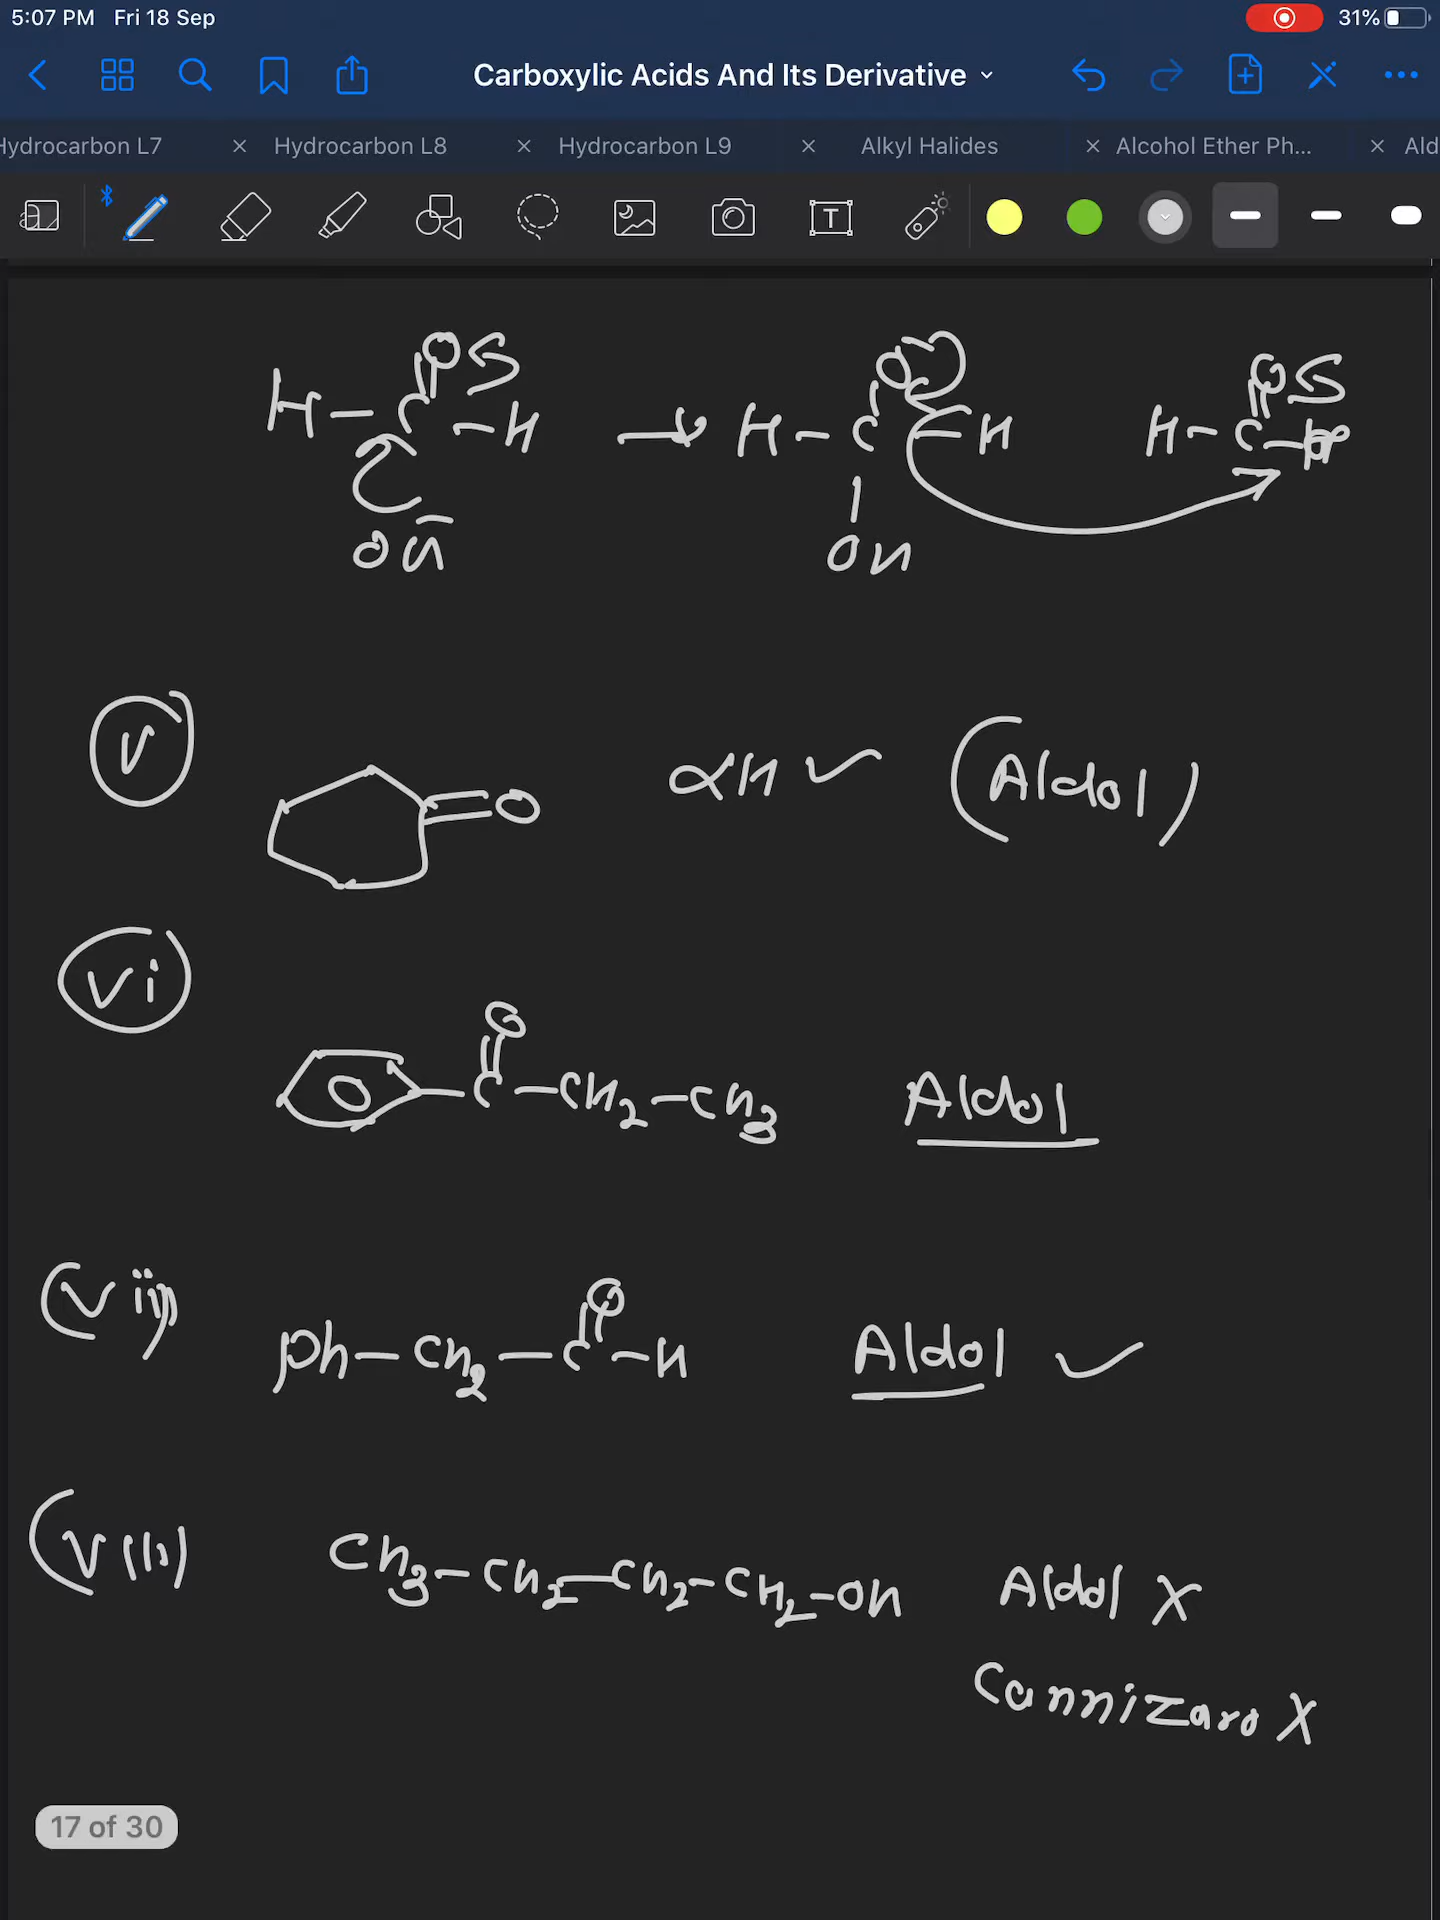 5:07 PM Fri 18 Sep 31%
Carboxylic Acids And Its Derivative
Hydrocarbon L7 × Hydrocarbon L8 × Hydrocarbon L9 × Alkyl Halides × Alcohol Ether Ph... × Ald
a T
O O O
H-C-H → H-C-H H-C-H
OH OH
(V) =O αH ✓ (Aldol)
(Vi)
O
C-CH2-CH3 Aldol
(Vii)
O
Ph-CH2-C-H Aldol ✓
(Viii) CH3-CH2-CH2-CH2-OH Aldol X
Cannizaro X
17 of 30